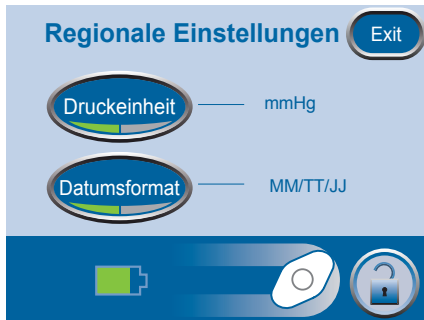 Regionale Einstellungen Exit
Druckeinheit mmHg
Datumsformat MM/TT/JJ